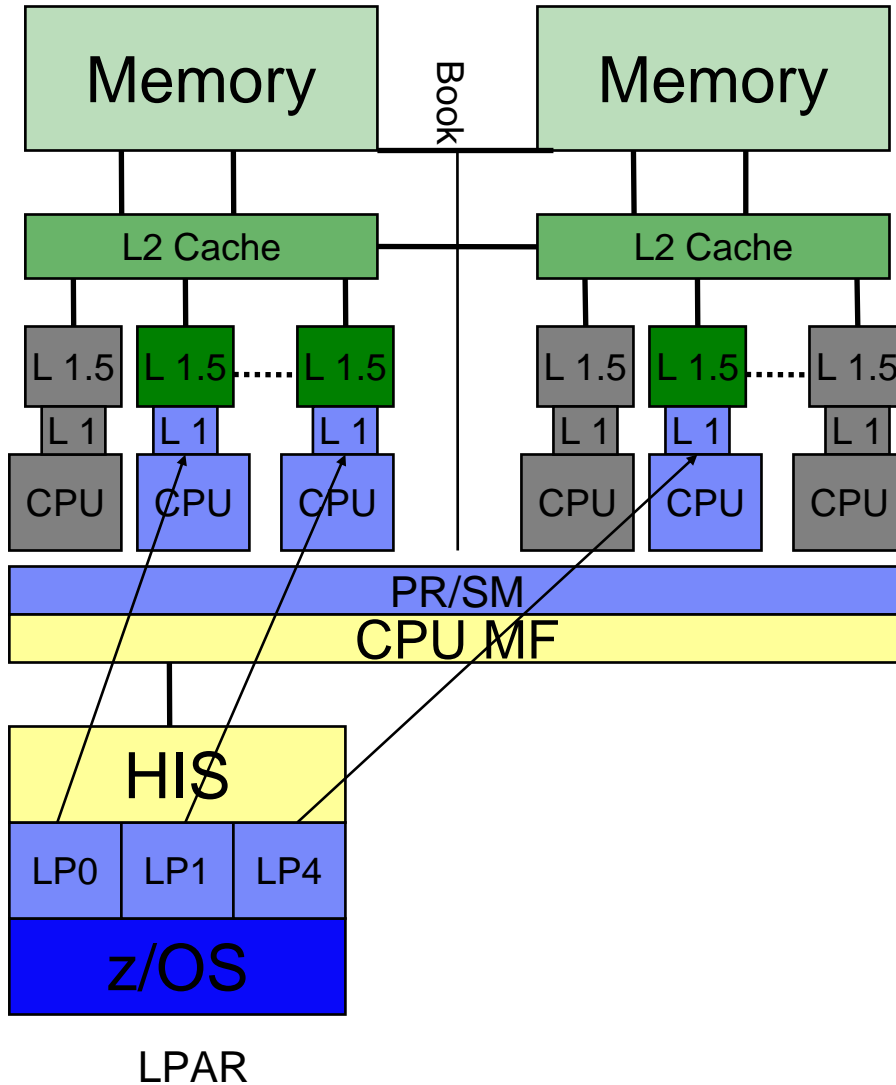 Memory
Book
Memory
L2 Cache
L2 Cache
L 1.5
L 1.5
L 1.5
L 1.5
L 1.5
L 1.5
L 1
L 1
L 1
L 1
L 1
L 1
CPU
CPU
CPU
CPU
CPU
CPU
PR/SM
CPU MF
HIS
LP0
LP1
LP4
z/OS
LPAR